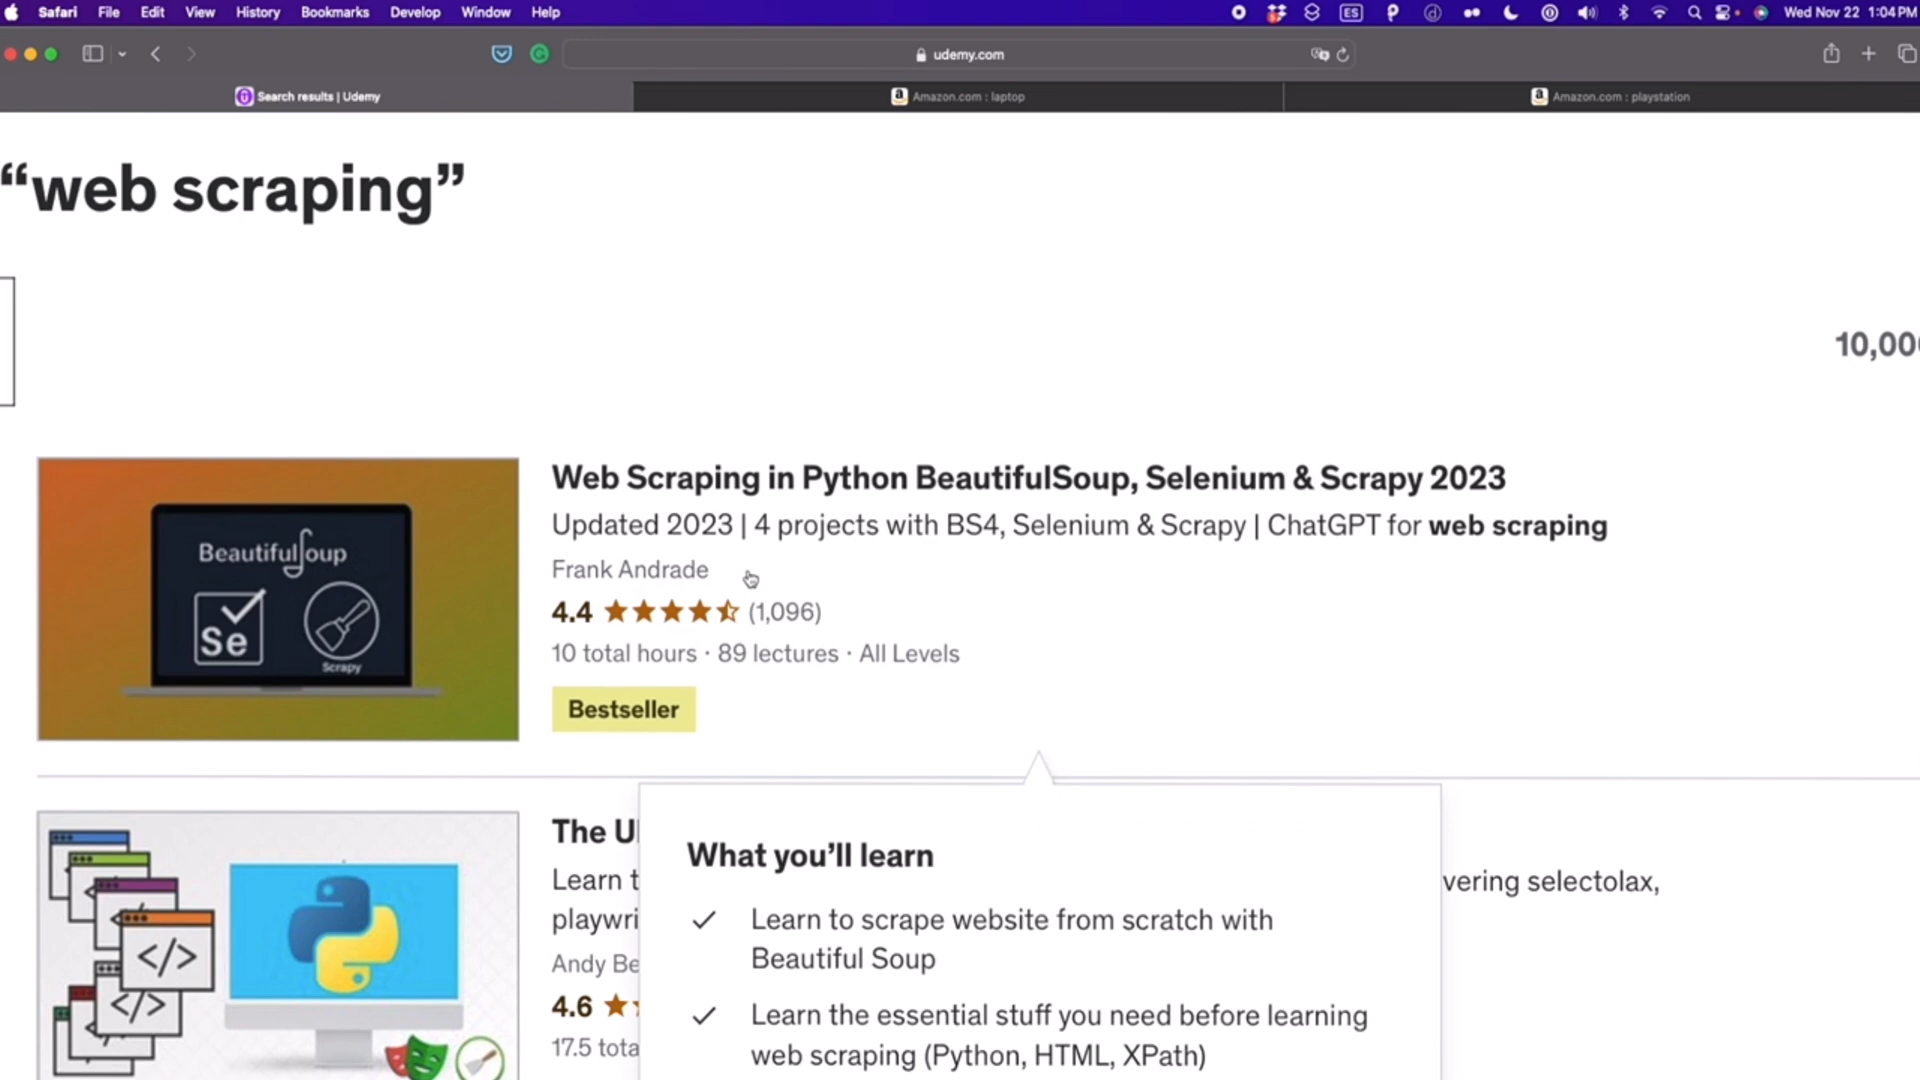 Safari File Edit View History Bookmarks Develop Window Help ES Wed Nov 22 1:04 PM
udemy.com
Search results | Udemy
Amazon.com : laptop
Amazon.com : playstation
“web scraping”
10,00
BeautifulSoup
Se
Scrapy
Web Scraping in Python BeautifulSoup, Selenium & Scrapy 2023
Updated 2023 | 4 projects with BS4, Selenium & Scrapy | ChatGPT for web scraping
Frank Andrade
4.4 (1,096)
10 total hours · 89 lectures · All Levels
Bestseller
The U
Learn t
vering selectolax,
playwri
Andy Be
4.6
17.5 tota
</>
</>
What you’ll learn
Learn to scrape website from scratch with
Beautiful Soup
Learn the essential stuff you need before learning
web scraping (Python, HTML, XPath)